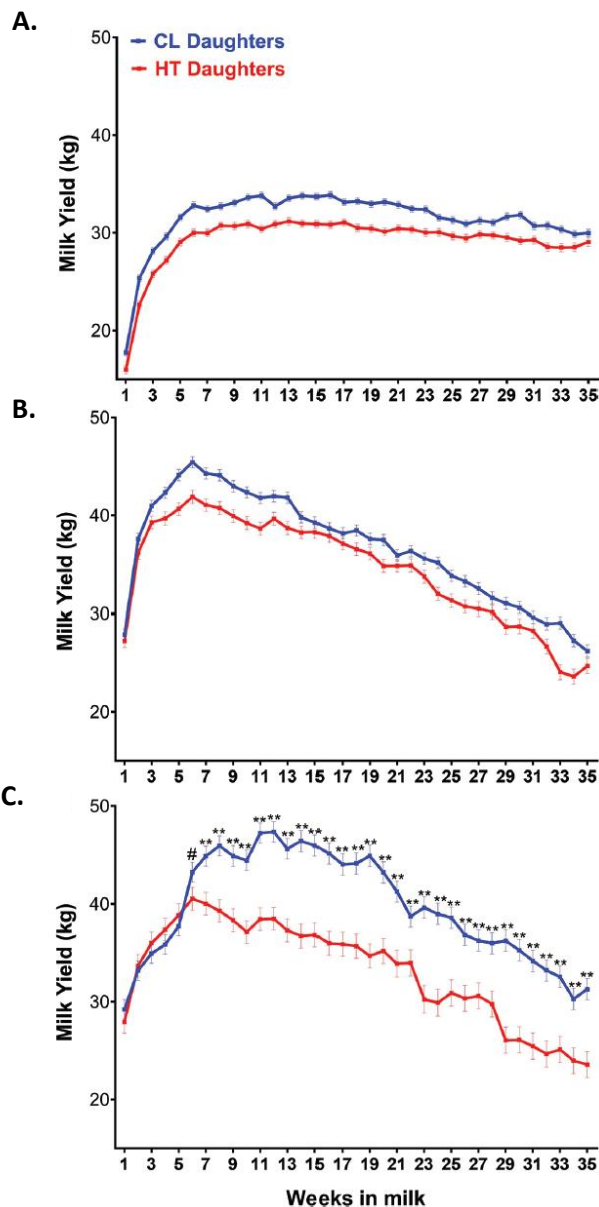 A.
CL Daughters
HT Daughters
Milk Yield (kg)
50
40
30
20
1 3 5 7 9 11 13 15 17 19 21 23 25 27 29 31 33 35
B.
Milk Yield (kg)
50
40
30
20
1 3 5 7 9 11 13 15 17 19 21 23 25 27 29 31 33 35
C.
Milk Yield (kg)
50
40
30
20
# ** ** ** ** ** ** ** ** ** ** ** ** ** ** ** ** ** ** ** ** ** ** ** ** ** ** ** ** **
1 3 5 7 9 11 13 15 17 19 21 23 25 27 29 31 33 35
Weeks in milk